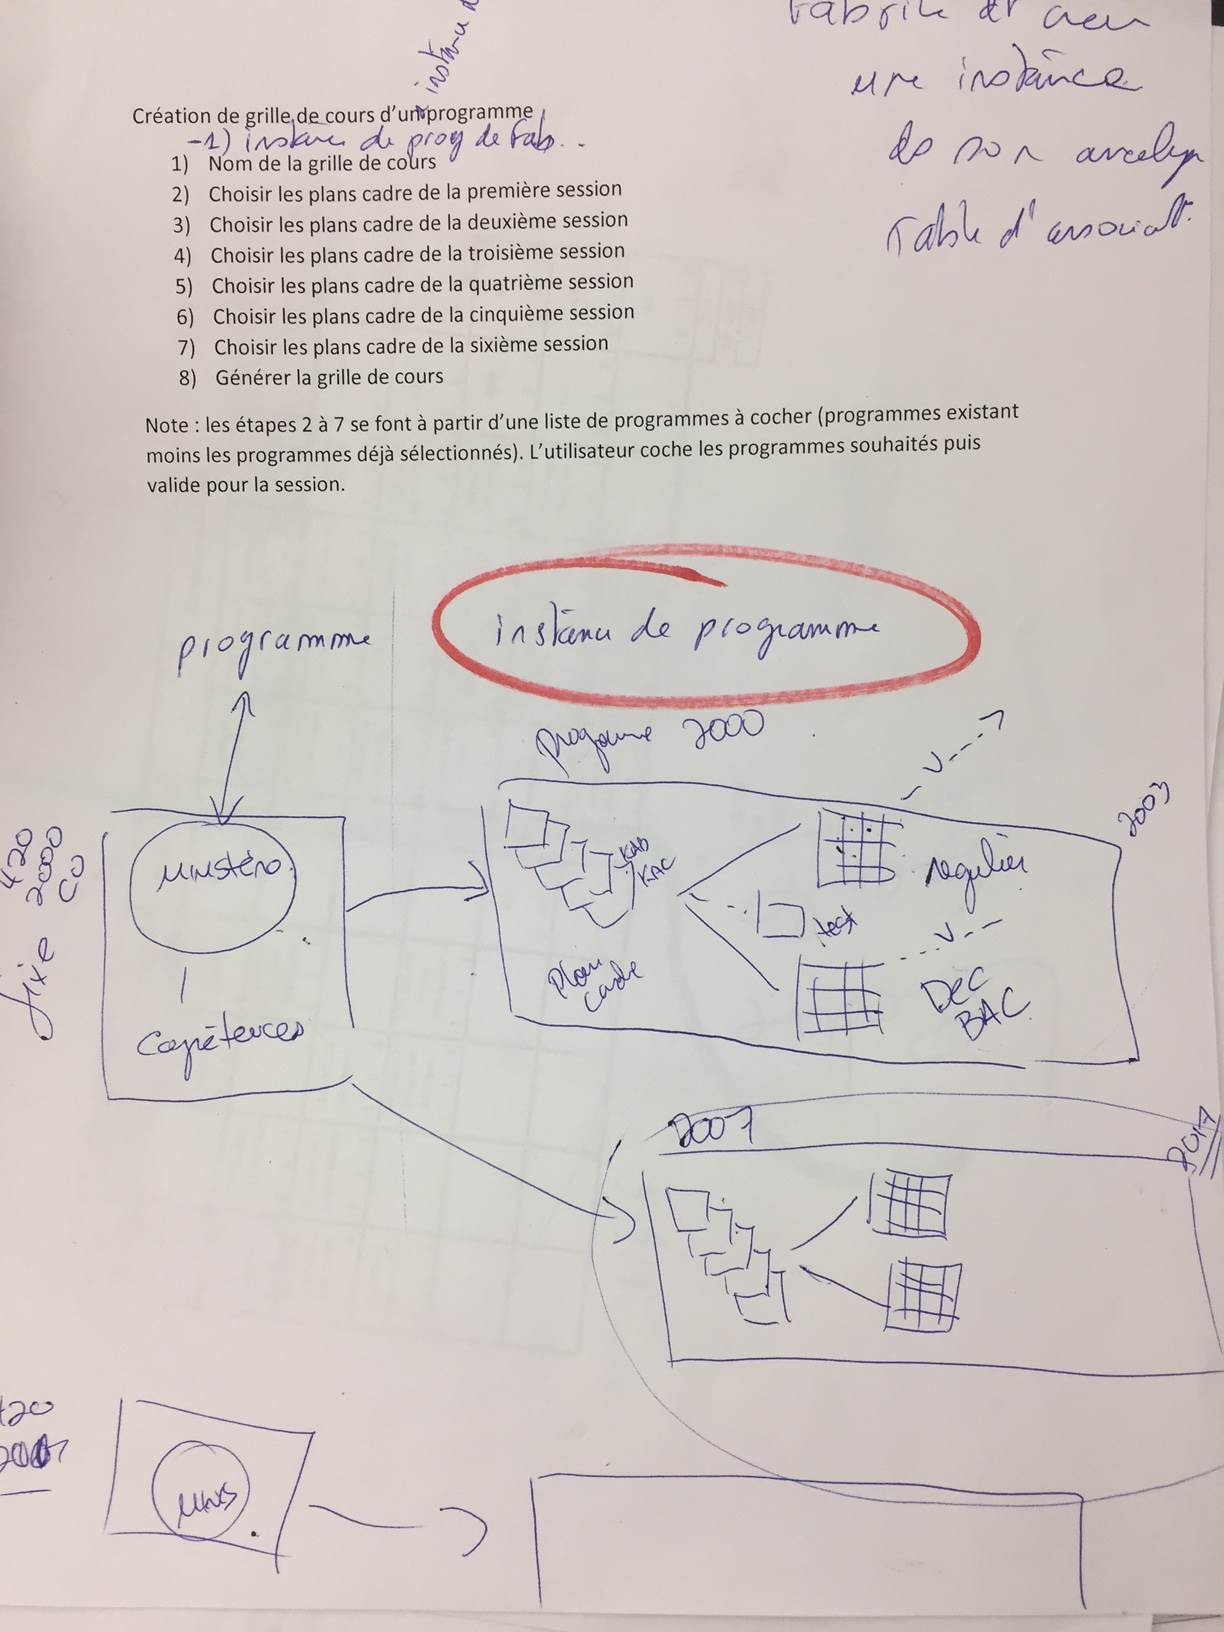 une instance
de son
Table d'
Création de grille de cours d'un programme
-1) instance de prog de Fab..
1) Nom de la grille de cours
2) Choisir les plans cadre de la première session
3) Choisir les plans cadre de la deuxième session
4) Choisir les plans cadre de la troisième session
5) Choisir les plans cadre de la quatrième session
6) Choisir les plans cadre de la cinquième session
7) Choisir les plans cadre de la sixième session
8) Générer la grille de cours
Note : les étapes 2 à 7 se font à partir d'une liste de programmes à cocher (programmes existant
moins les programmes déjà sélectionnés). L'utilisateur coche les programmes souhaités puis
valide pour la session.
programme
instance de programme
programme 2000
2003
420
2000
fixe
Ministère
KAB
KAC
régulier
test
Plan
cadre
DEC
BAC
Compétences
2007
2017
420
Minis